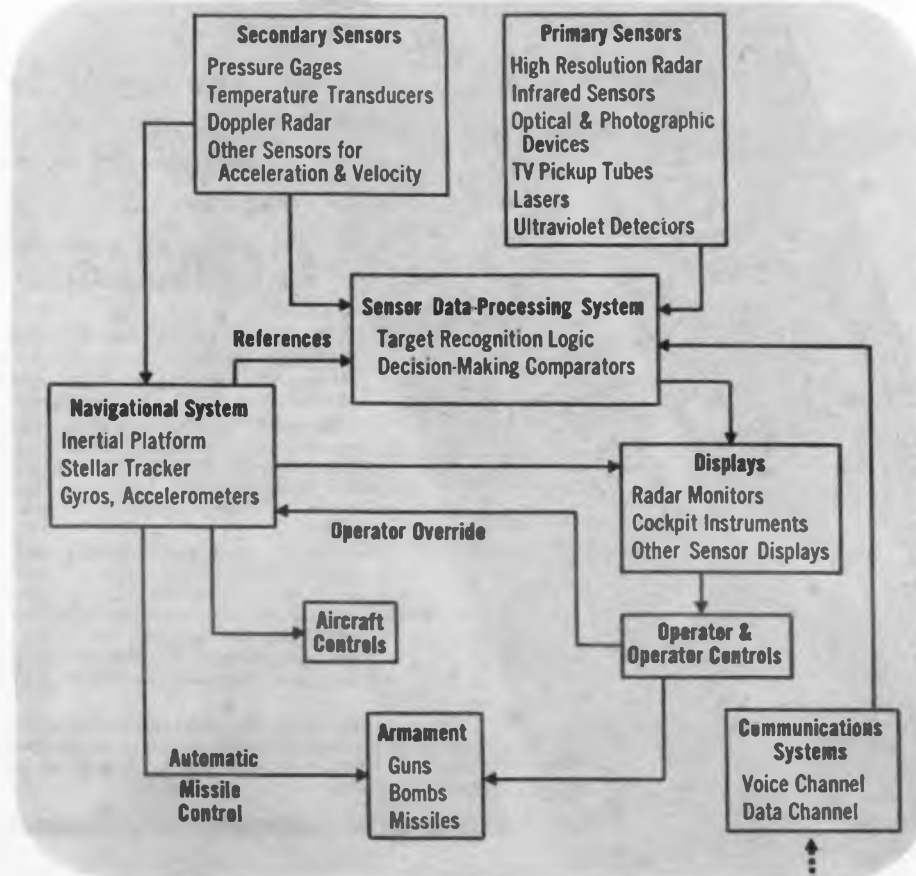 Secondary Sensors
Pressure Gages
Temperature Transducers
Doppler Radar
Other Sensors for
Acceleration & Velocity
Primary Sensors
High Resolution Radar
Infrared Sensors
Optical & Photographic
Devices
TV Pickup Tubes
Lasers
Ultraviolet Detectors
Sensor Data-Processing System
Target Recognition Logic
Decision-Making Comparators
References
Navigational System
Inertial Platform
Stellar Tracker
Gyros, Accelerometers
Displays
Radar Monitors
Cockpit Instruments
Other Sensor Displays
Operator Override
Aircraft
Controls
Operator &
Operator Controls
Armament
Guns
Bombs
Missiles
Automatic
Missile
Control
Communications
Systems
Voice Channel
Data Channel